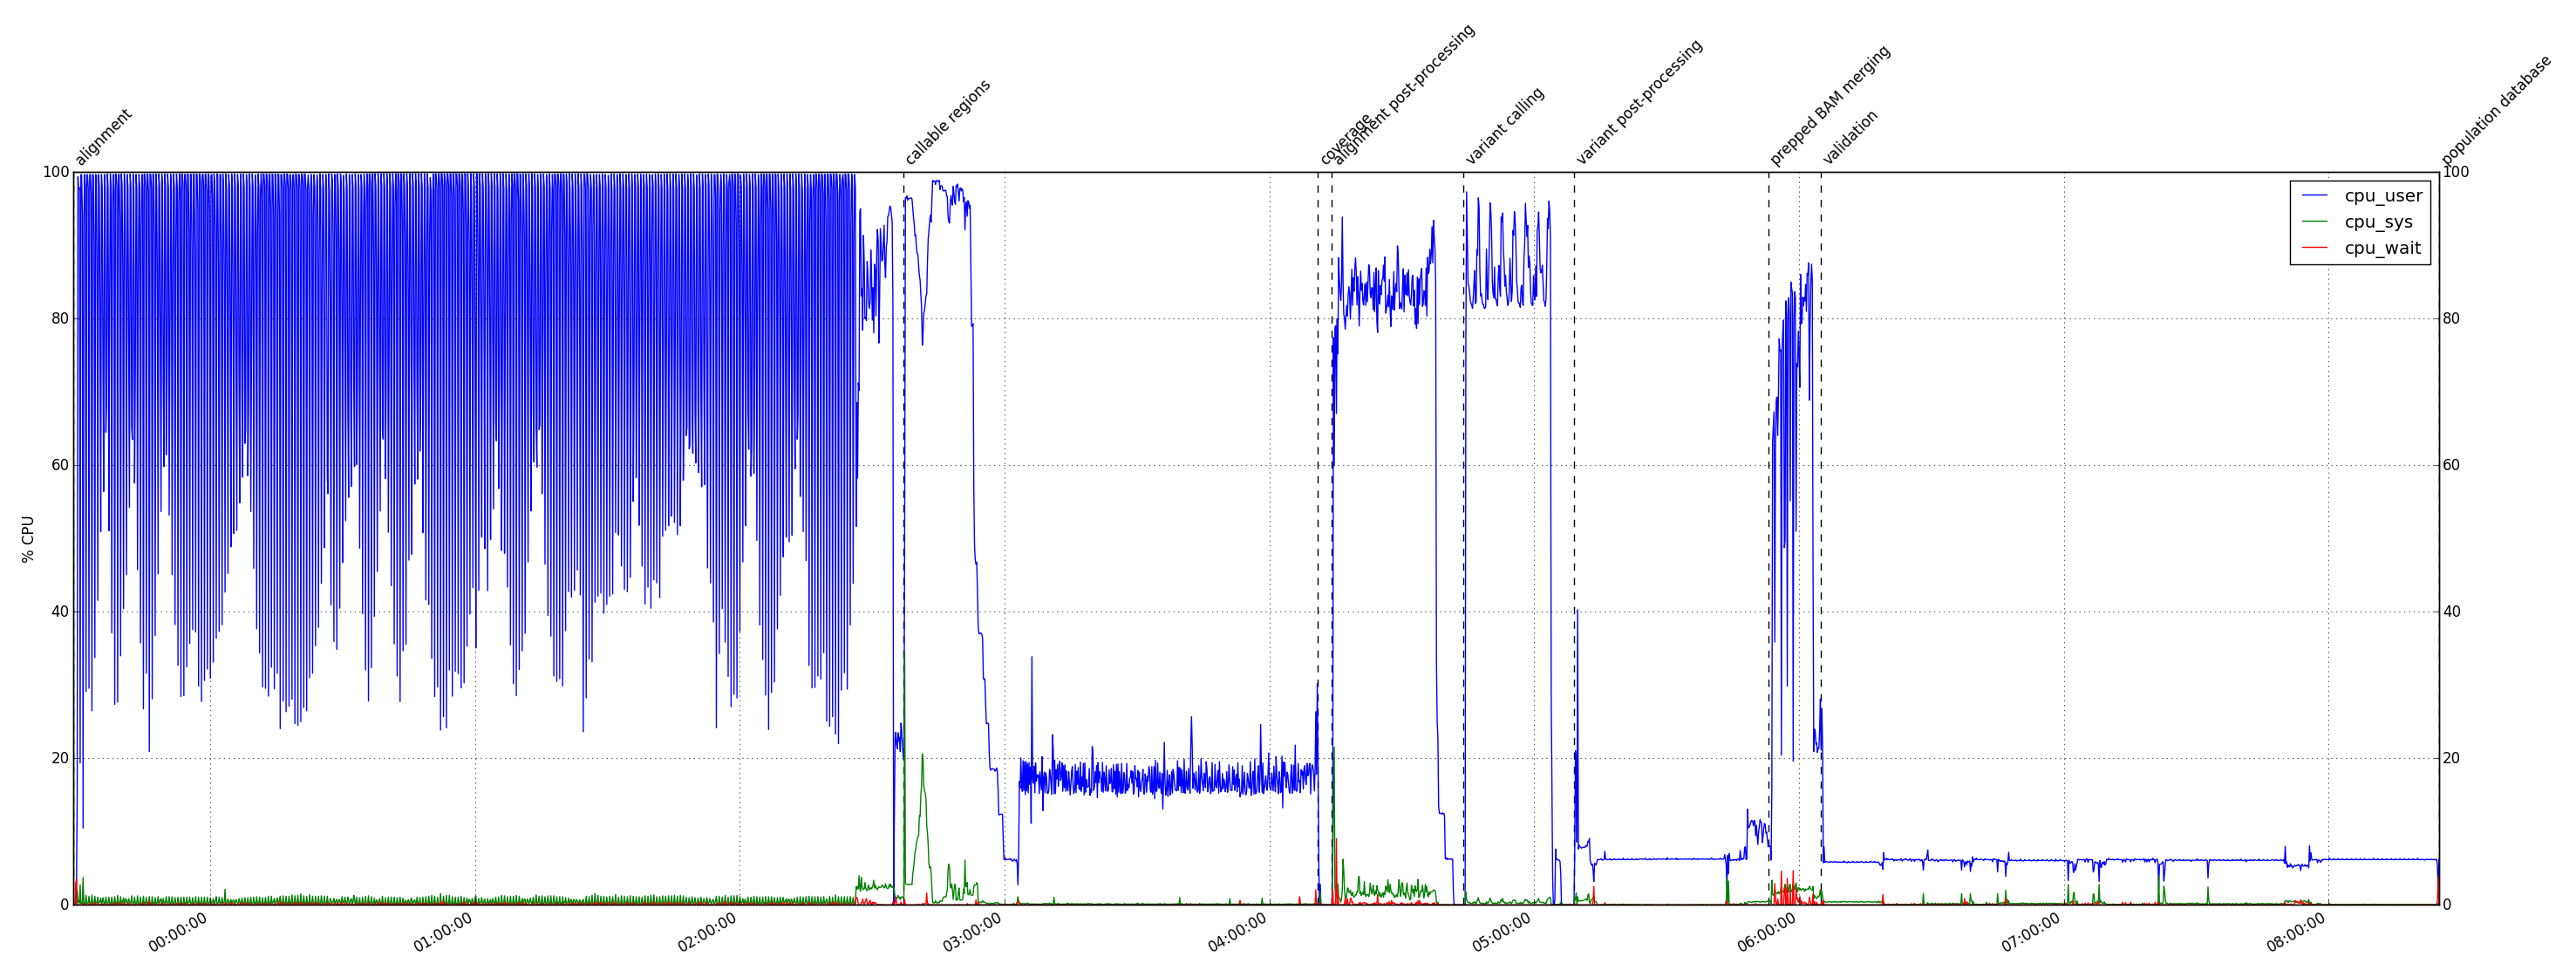 alignment
callable regions
coverage
alignment post-processing
variant calling
variant post-processing
prepped BAM merging
validation
population database
100
80
60
40
20
0
% CPU
100
80
60
40
20
0
cpu_user
cpu_sys
cpu_wait
00:00:00
01:00:00
02:00:00
03:00:00
04:00:00
05:00:00
06:00:00
07:00:00
08:00:00